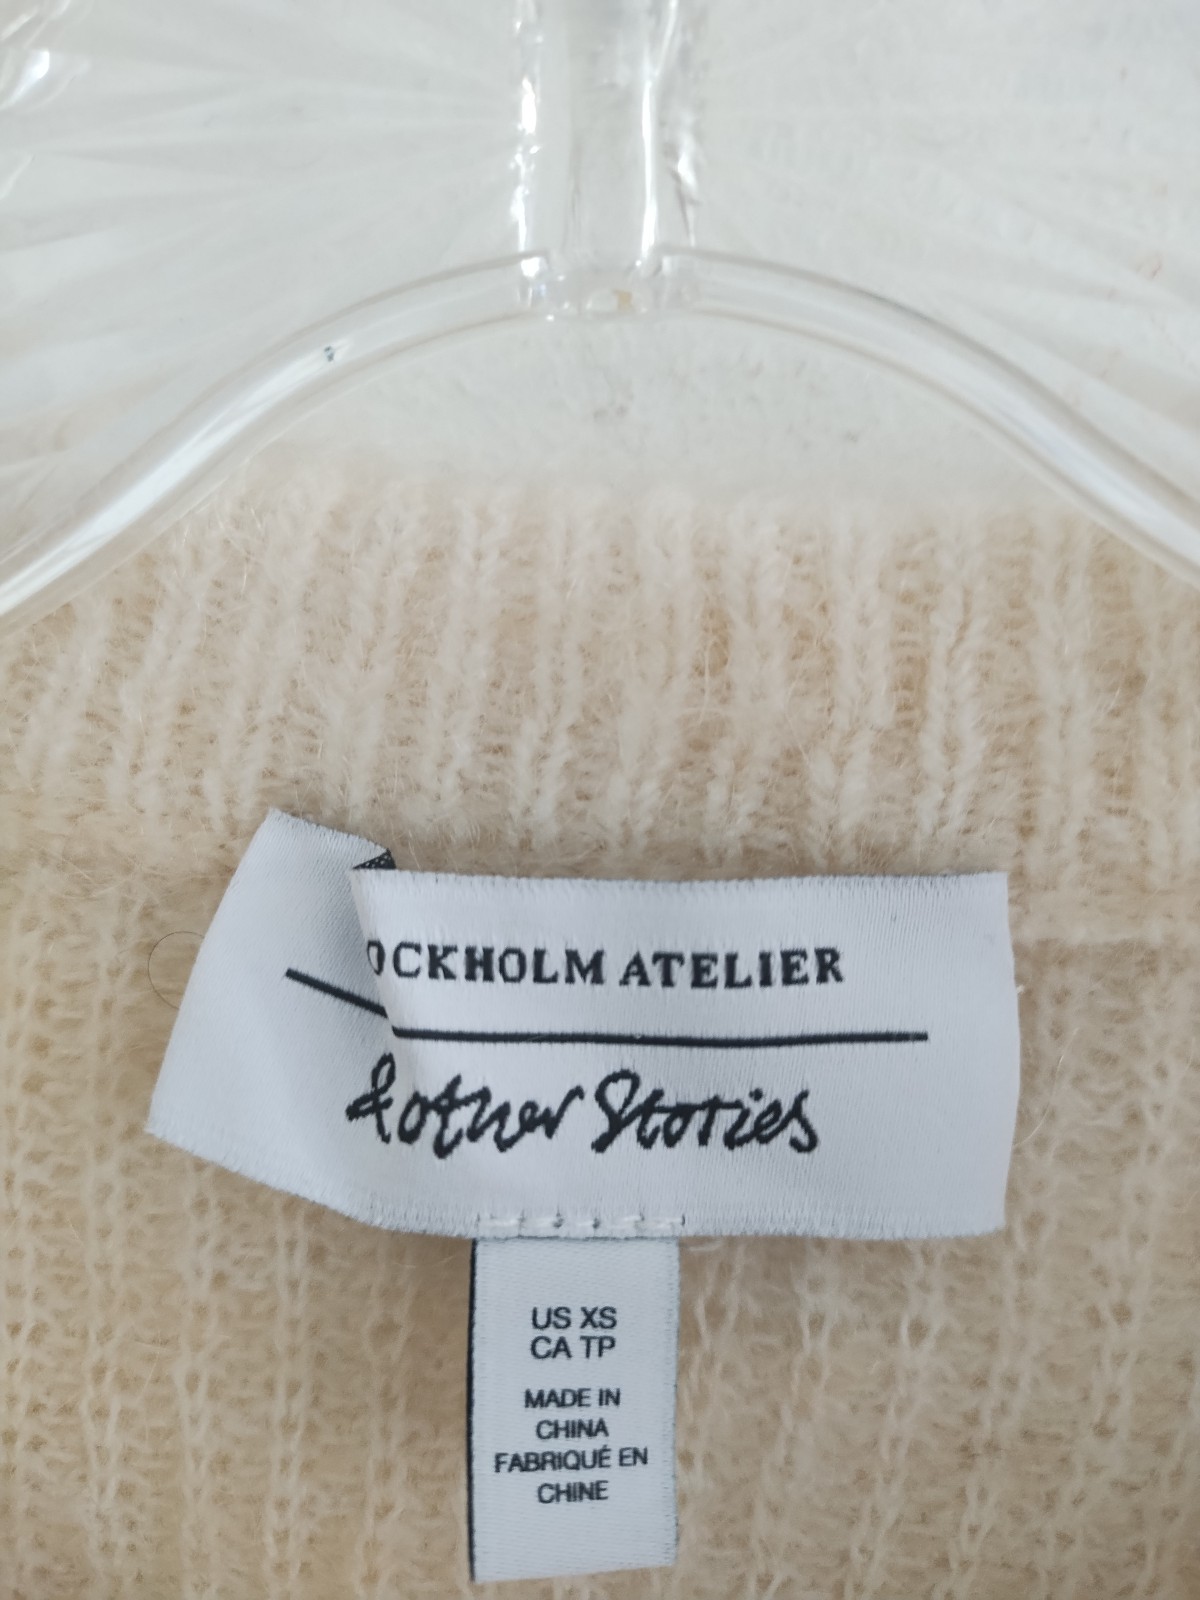 OCKHOLM ATELIER
& other Stories
US XS
CA TP
MADE IN
CHINA
FABRIQUÉ EN
CHINE